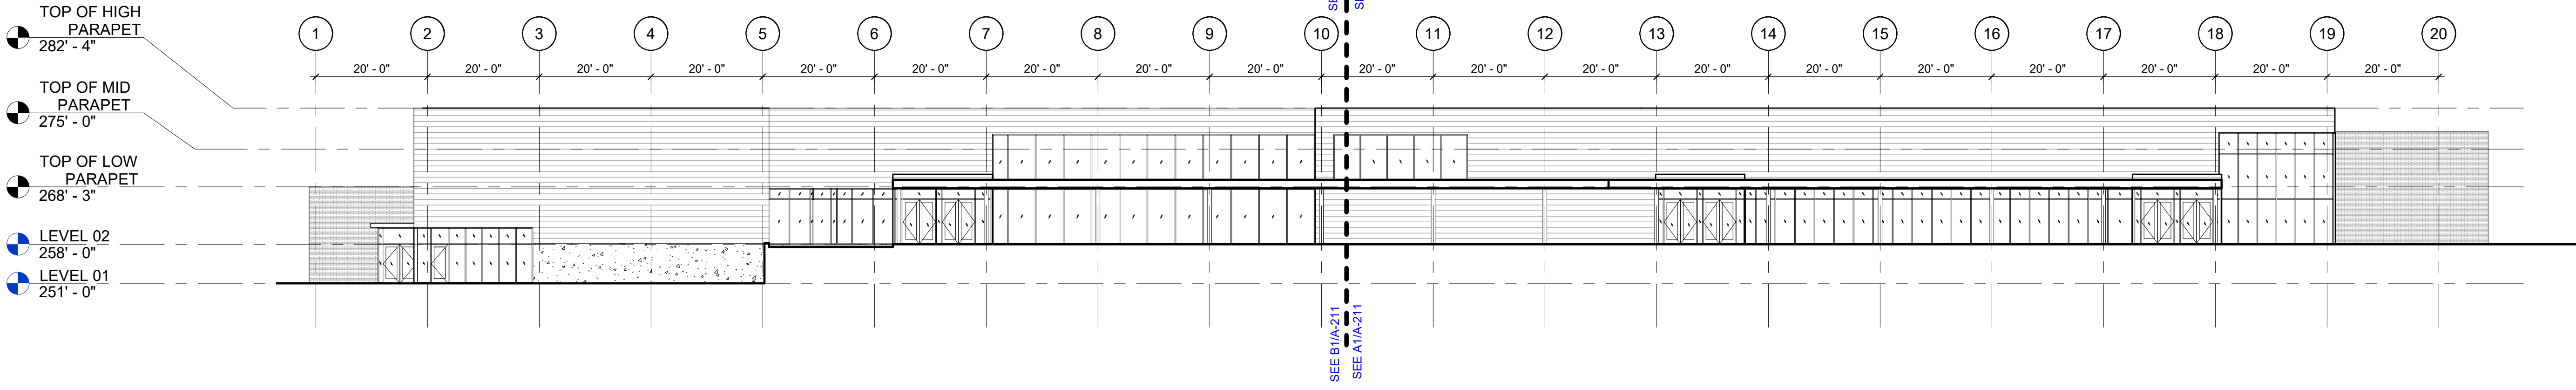 TOP OF HIGH
PARAPET
282' - 4"
TOP OF MID
PARAPET
275' - 0"
TOP OF LOW
PARAPET
268' - 3"
LEVEL 02
258' - 0"
LEVEL 01
251' - 0"
1 2 3 4 5 6 7 8 9 10 11 12 13 14 15 16 17 18 19 20
20' - 0" 20' - 0" 20' - 0" 20' - 0" 20' - 0" 20' - 0" 20' - 0" 20' - 0" 20' - 0" 20' - 0" 20' - 0" 20' - 0" 20' - 0" 20' - 0" 20' - 0" 20' - 0" 20' - 0" 20' - 0" 20' - 0"
SEE B1/A-211
SEE A1/A-211